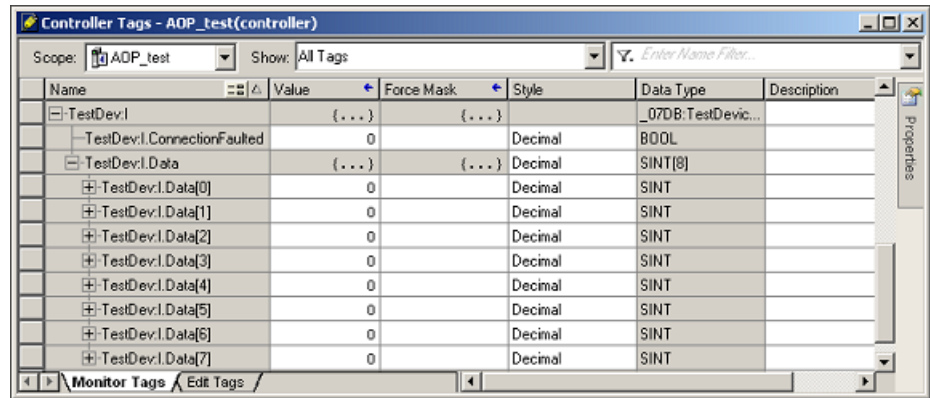 Controller Tags - AOP_test(controller)
Scope: AOP_test Show: All Tags Enter Name Filter...
Name Value Force Mask Style Data Type Description
TestDev:I {...} {...} _07DB:TestDevic...
TestDev:I.ConnectionFaulted 0 Decimal BOOL
TestDev:I.Data {...} {...} Decimal SINT[8]
TestDev:I.Data[0] 0 Decimal SINT
TestDev:I.Data[1] 0 Decimal SINT
TestDev:I.Data[2] 0 Decimal SINT
TestDev:I.Data[3] 0 Decimal SINT
TestDev:I.Data[4] 0 Decimal SINT
TestDev:I.Data[5] 0 Decimal SINT
TestDev:I.Data[6] 0 Decimal SINT
TestDev:I.Data[7] 0 Decimal SINT
Monitor Tags Edit Tags
Properties